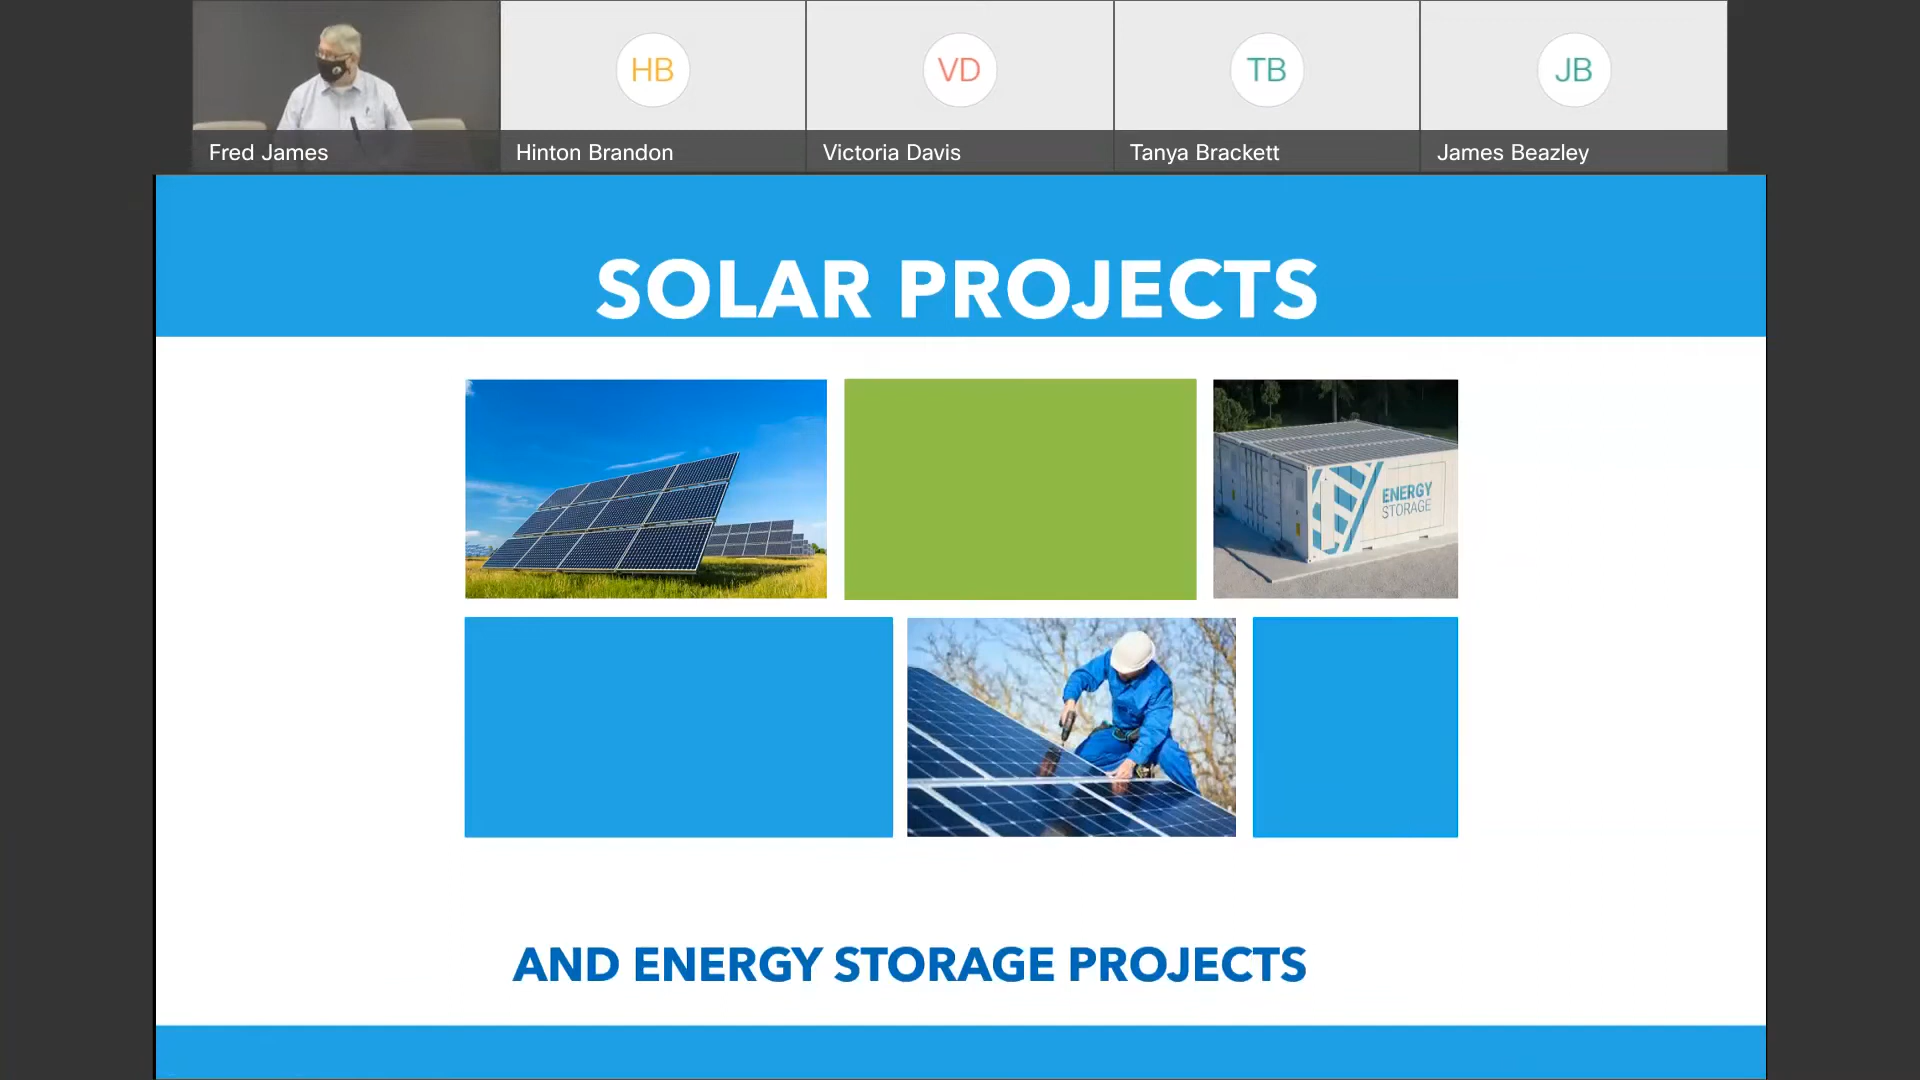 HB
VD
TB
JB
Fred James
Hinton Brandon
Victoria Davis
Tanya Brackett
James Beazley
SOLAR PROJECTS
ENERGY
STORAGE
AND ENERGY STORAGE PROJECTS